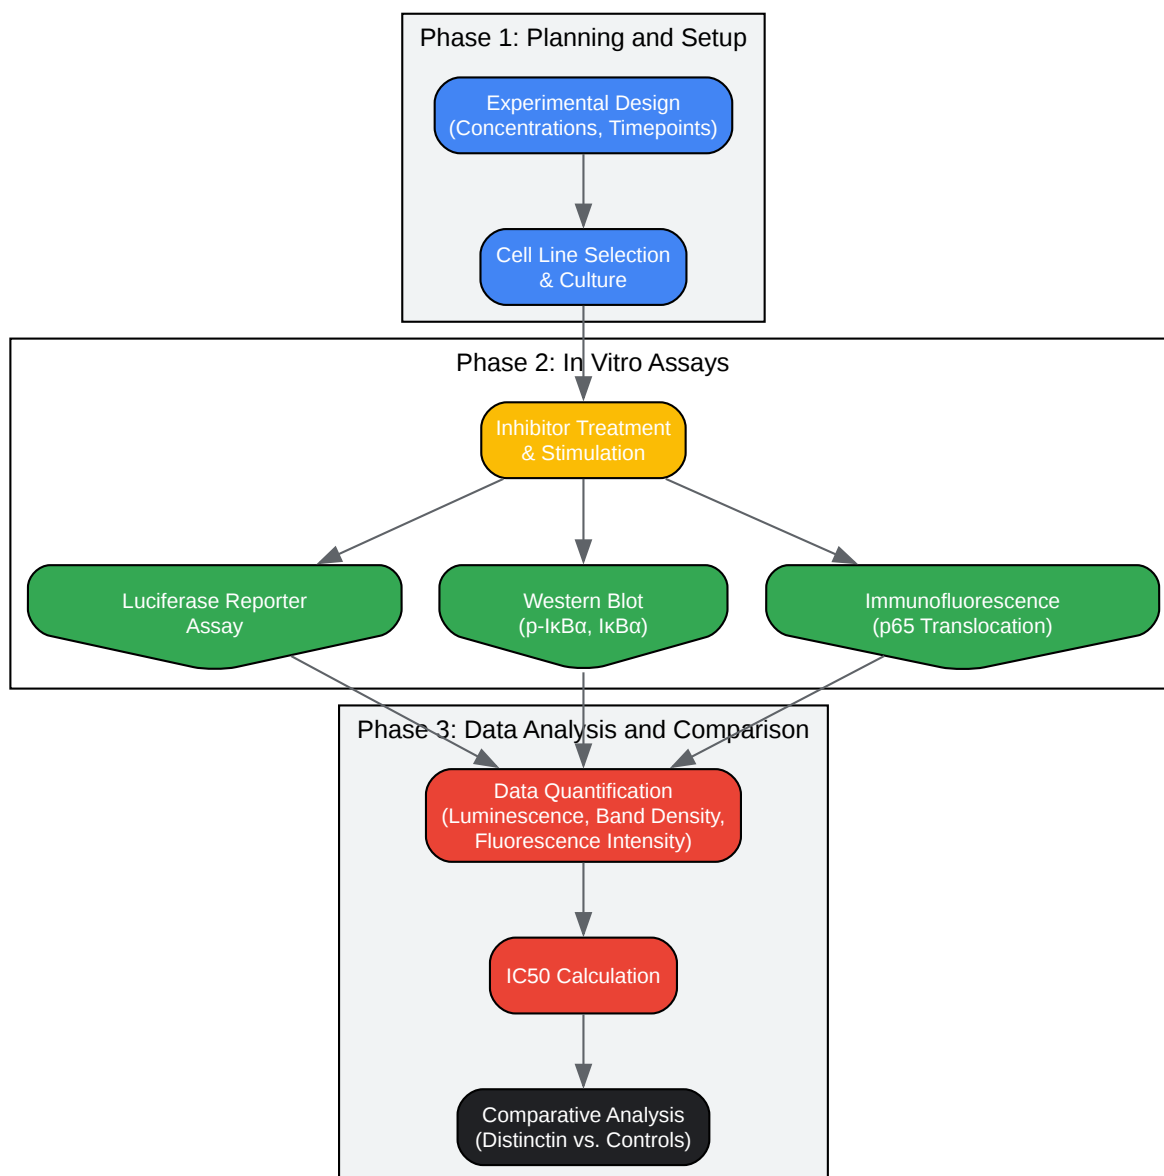 Phase 1: Planning and Setup
Experimental Design
(Concentrations, Timepoints)
Cell Line Selection
& Culture
Phase 2: In Vitro Assays
Inhibitor Treatment
& Stimulation
Luciferase Reporter
Assay
Western Blot
(p-IκBα, IκBα)
Immunofluorescence
(p65 Translocation)
Phase 3: Data Analysis and Comparison
Data Quantification
(Luminescence, Band Density,
Fluorescence Intensity)
IC50 Calculation
Comparative Analysis
(Distinctin vs. Controls)